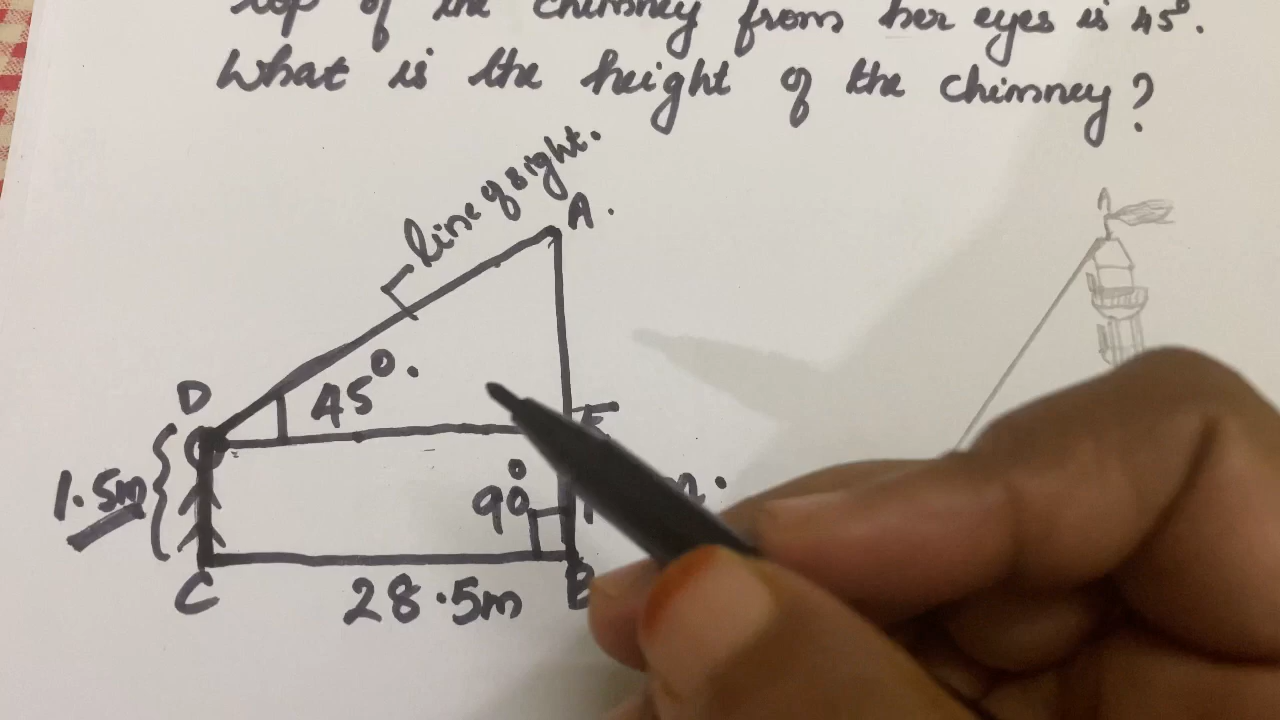 top of the chimney from her eyes is 45°.
What is the height of the chimney?
line of sight.
A.
D
45°.
E
1.5m
90°
C
28.5m
B